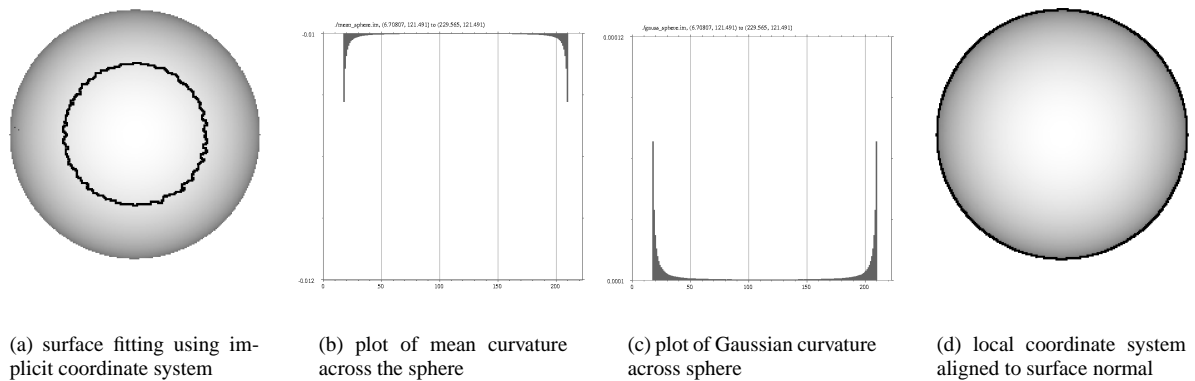 ./mean_sphere.im, (6.70807, 121.491) to (229.565, 121.491)
-0.01
-0.012
0 50 100 150 200
./gauss_sphere.im, (6.70807, 121.491) to (229.565, 121.491)
0.00012
0.0001
0 50 100 150 200
(a) surface fitting using im-
plicit coordinate system
(b) plot of mean curvature
across the sphere
(c) plot of Gaussian curvature
across sphere
(d) local coordinate system
aligned to surface normal